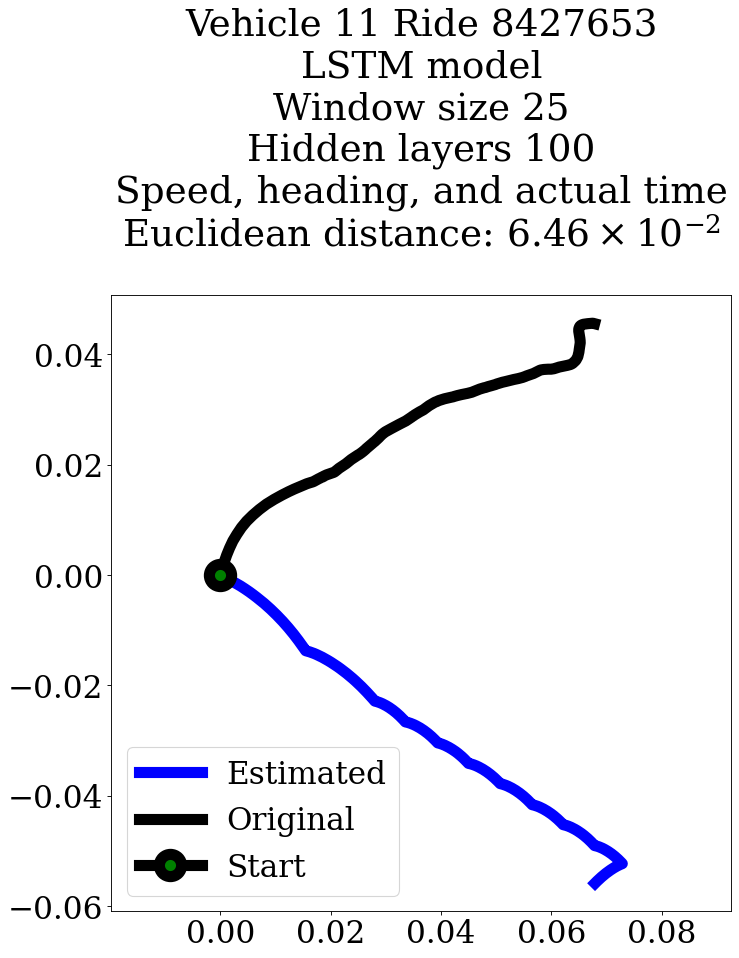 Vehicle 11 Ride 8427653
LSTM model
Window size 25
Hidden layers 100
Speed, heading, and actual time
Euclidean distance: 6.46 × 10⁻²
0.04
0.02
0.00
−0.02
−0.04
−0.06
Estimated
Original
Start
0.00 0.02 0.04 0.06 0.08